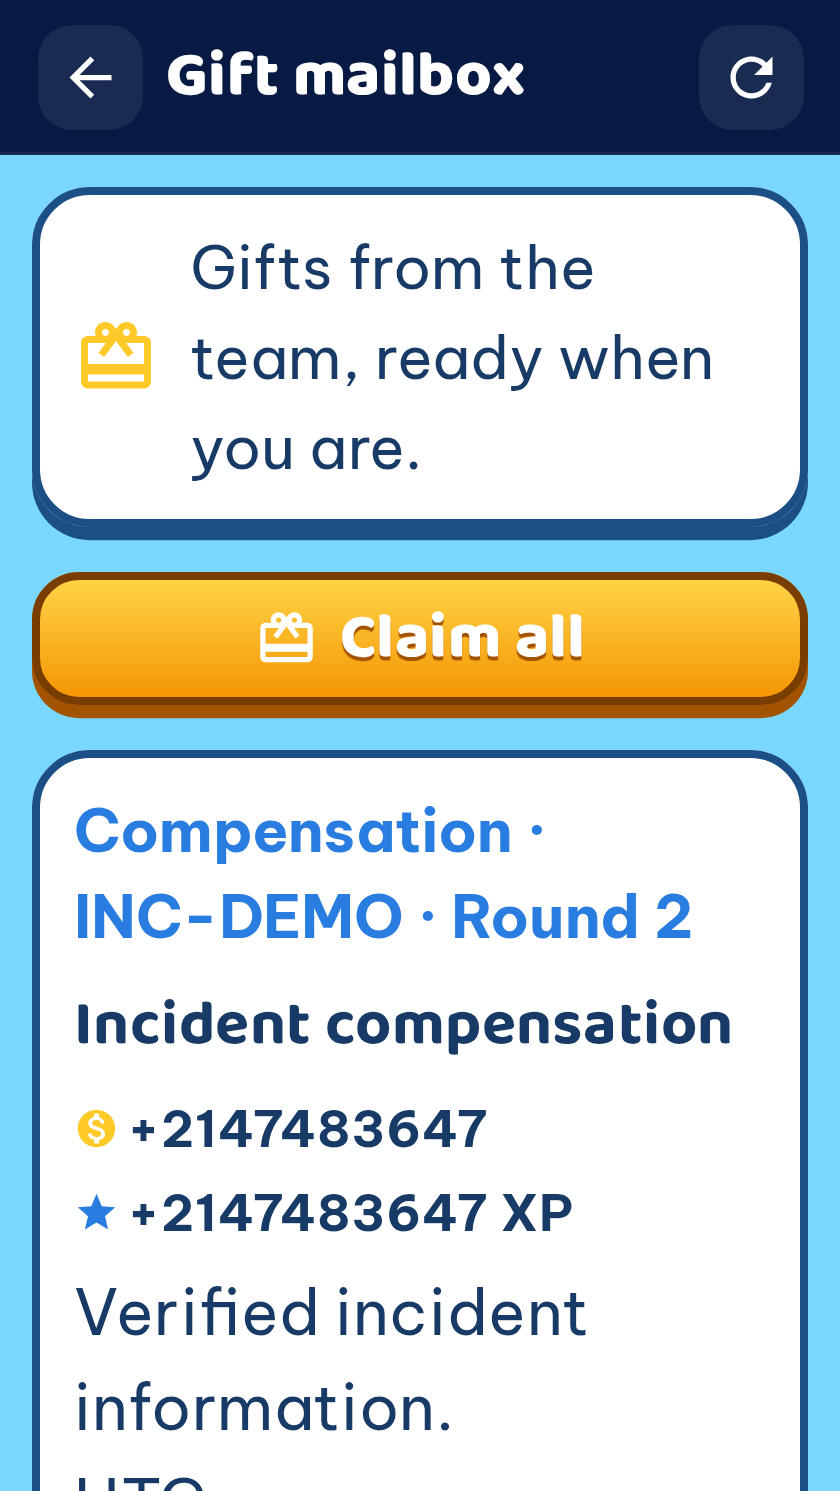 Gift mailbox
Gifts from the
team, ready when
you are.
Claim all
Compensation ·
INC-DEMO · Round 2
Incident compensation
+2147483647
+2147483647 XP
Verified incident
information.
UTC